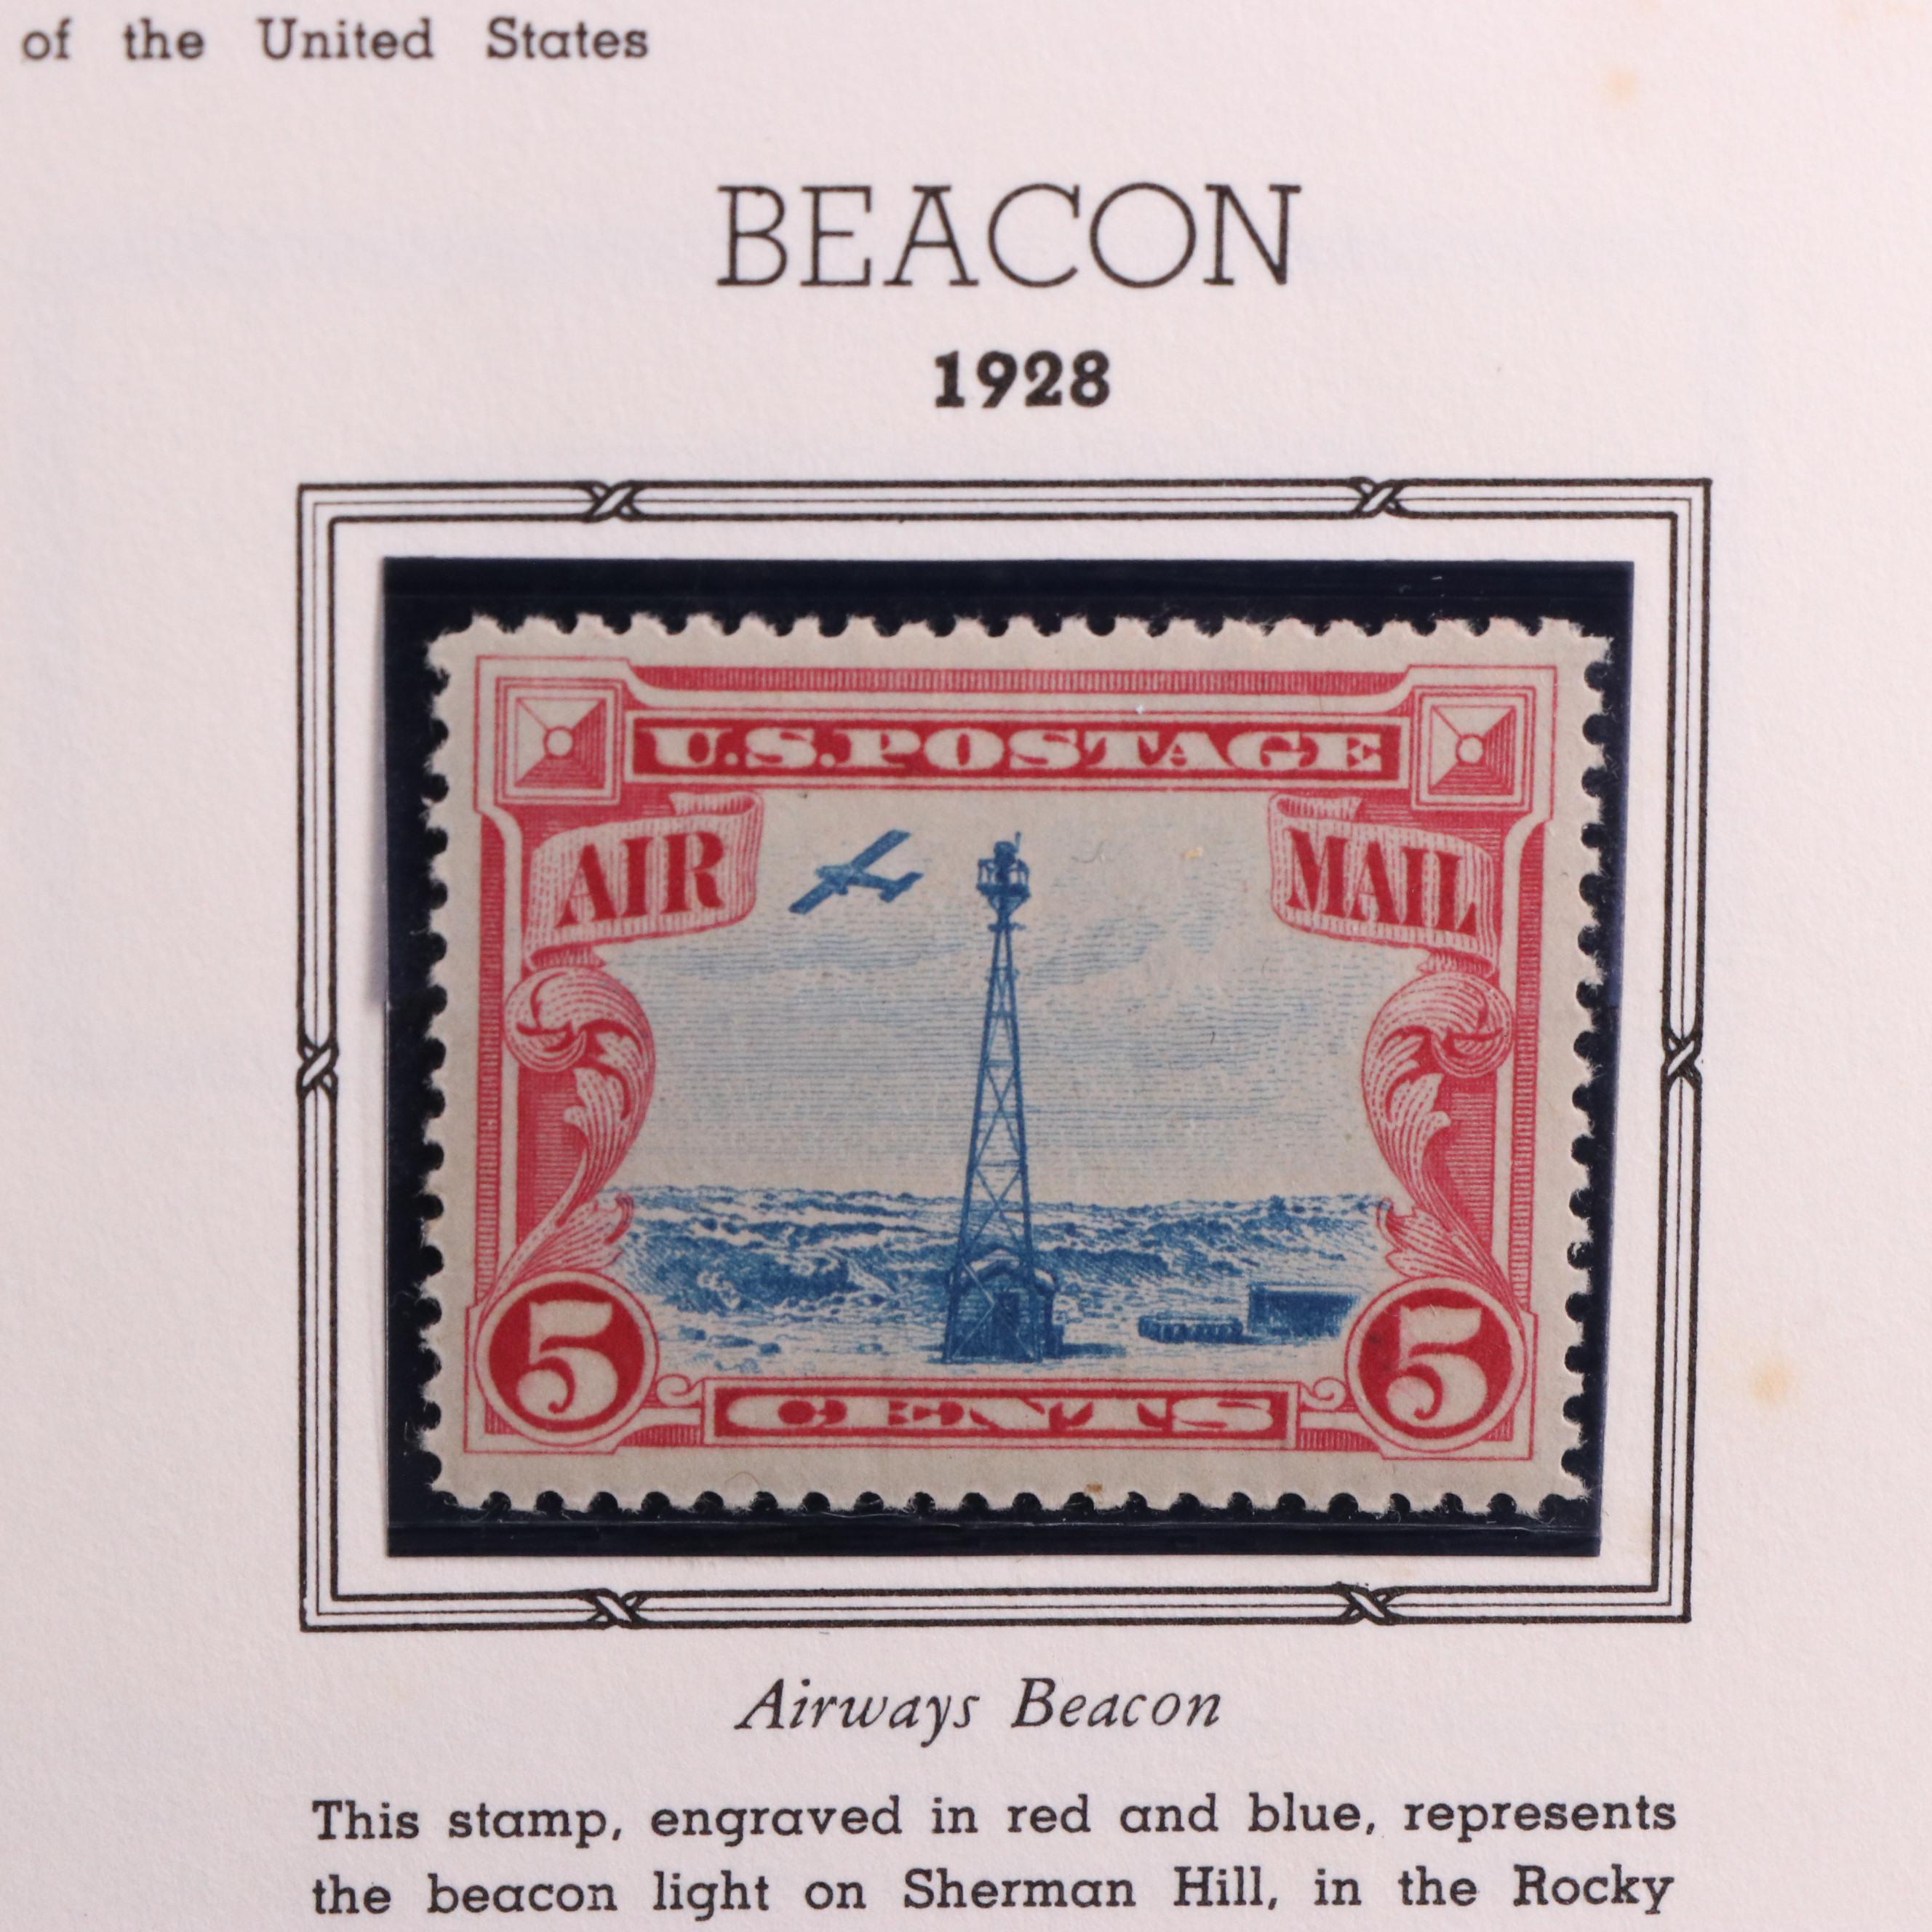 of the United States
BEACON
1928
U.S.POSTAGE
AIR MAIL
5 5
CENTS
Airways Beacon
This stamp, engraved in red and blue, represents
the beacon light on Sherman Hill, in the Rocky